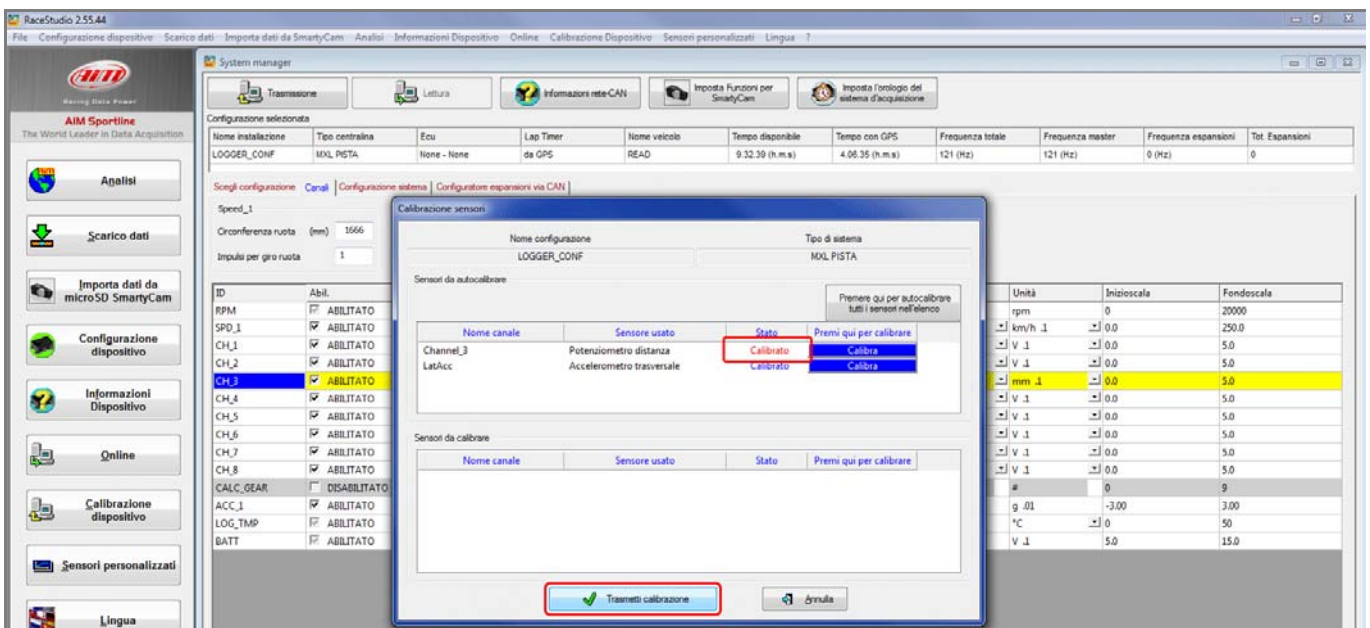 RaceStudio 2.55.44
File Configurazione dispositivo Scarico dati Importa dati da SmartyCam Analisi Informazioni Dispositivo Online Calibrazione Dispositivo Sensori personalizzati Lingua ?
AIM
Racing Data Power
AIM Sportline
The World Leader in Data Acquisition
Analisi
Scarico dati
Importa dati da
microSD SmartyCam
Configurazione
dispositivo
Informazioni
Dispositivo
Online
Calibrazione
dispositivo
Sensori personalizzati
Lingua
System manager
Trasmissione Lettura Informazioni rete-CAN Imposta Funzioni per SmartyCam Imposta l'orologio del sistema d'acquisizione
Configurazione selezionata
Nome installazione Tipo centralina Ecu Lap Timer Nome veicolo Tempo disponibile Tempo con GPS Frequenza totale Frequenza master Frequenza espansioni Tot. Espansioni
LOGGER_CONF MXL PISTA None - None da GPS READ 9.32.39 (h.m.s) 4.06.35 (h.m.s) 121 (Hz) 121 (Hz) 0 (Hz) 0
Scegli configurazione Canali Configurazione sistema Configuratore espansioni via CAN
Speed_1
Circonferenza ruota (mm) 1666
Impulsi per giro ruota 1
ID Abil. Unità Inizioscala Fondoscala
RPM ABILITATO rpm 0 20000
SPD_1 ABILITATO km/h .1 0.0 250.0
CH_1 ABILITATO V .1 0.0 5.0
CH_2 ABILITATO V .1 0.0 5.0
CH_3 ABILITATO mm .1 0.0 5.0
CH_4 ABILITATO V .1 0.0 5.0
CH_5 ABILITATO V .1 0.0 5.0
CH_6 ABILITATO V .1 0.0 5.0
CH_7 ABILITATO V .1 0.0 5.0
CH_8 ABILITATO V .1 0.0 5.0
CALC_GEAR DISABILITATO # 0 9
ACC_1 ABILITATO g .01 -3.00 3.00
LOG_TMP ABILITATO °C 0 50
BATT ABILITATO V .1 5.0 15.0
Calibrazione sensori
Nome configurazione Tipo di sistema
LOGGER_CONF MXL PISTA
Sensori da autocalibrare
Premere qui per autocalibrare
tutti i sensori nell'elenco
Nome canale Sensore usato Stato Premi qui per calibrare
Channel_3 Potenziometro distanza Calibrato Calibra
LatAcc Accelerometro trasversale Calibrato Calibra
Sensori da calibrare
Nome canale Sensore usato Stato Premi qui per calibrare
Trasmetti calibrazione Annulla